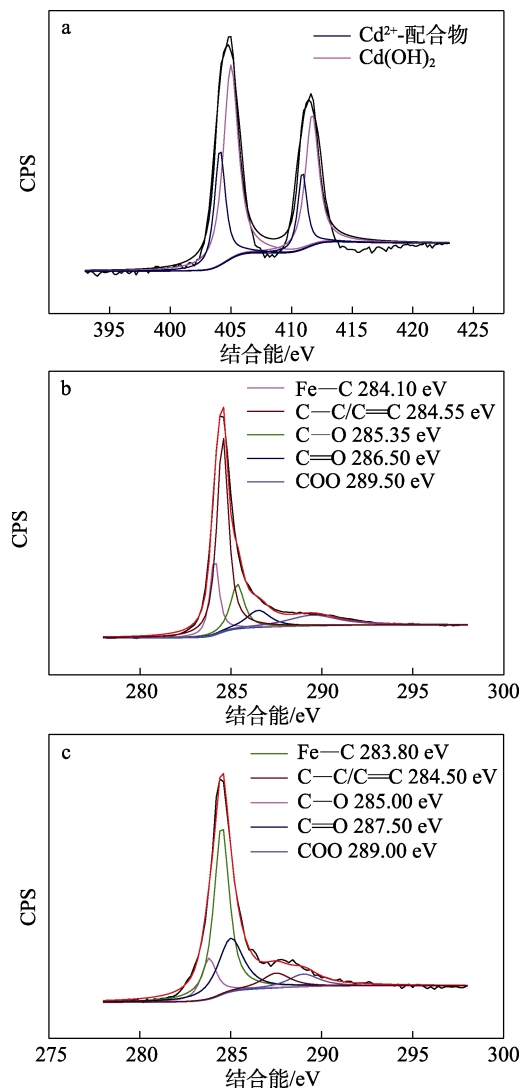 a
Cd²⁺-配合物
Cd(OH)₂
CPS
395 400 405 410 415 420 425
结合能/eV
b
Fe—C 284.10 eV
C—C/C═C 284.55 eV
C—O 285.35 eV
C═O 286.50 eV
COO 289.50 eV
CPS
280 285 290 295 300
结合能/eV
c
Fe—C 283.80 eV
C—C/C═C 284.50 eV
C—O 285.00 eV
C═O 287.50 eV
COO 289.00 eV
CPS
275 280 285 290 295 300
结合能/eV